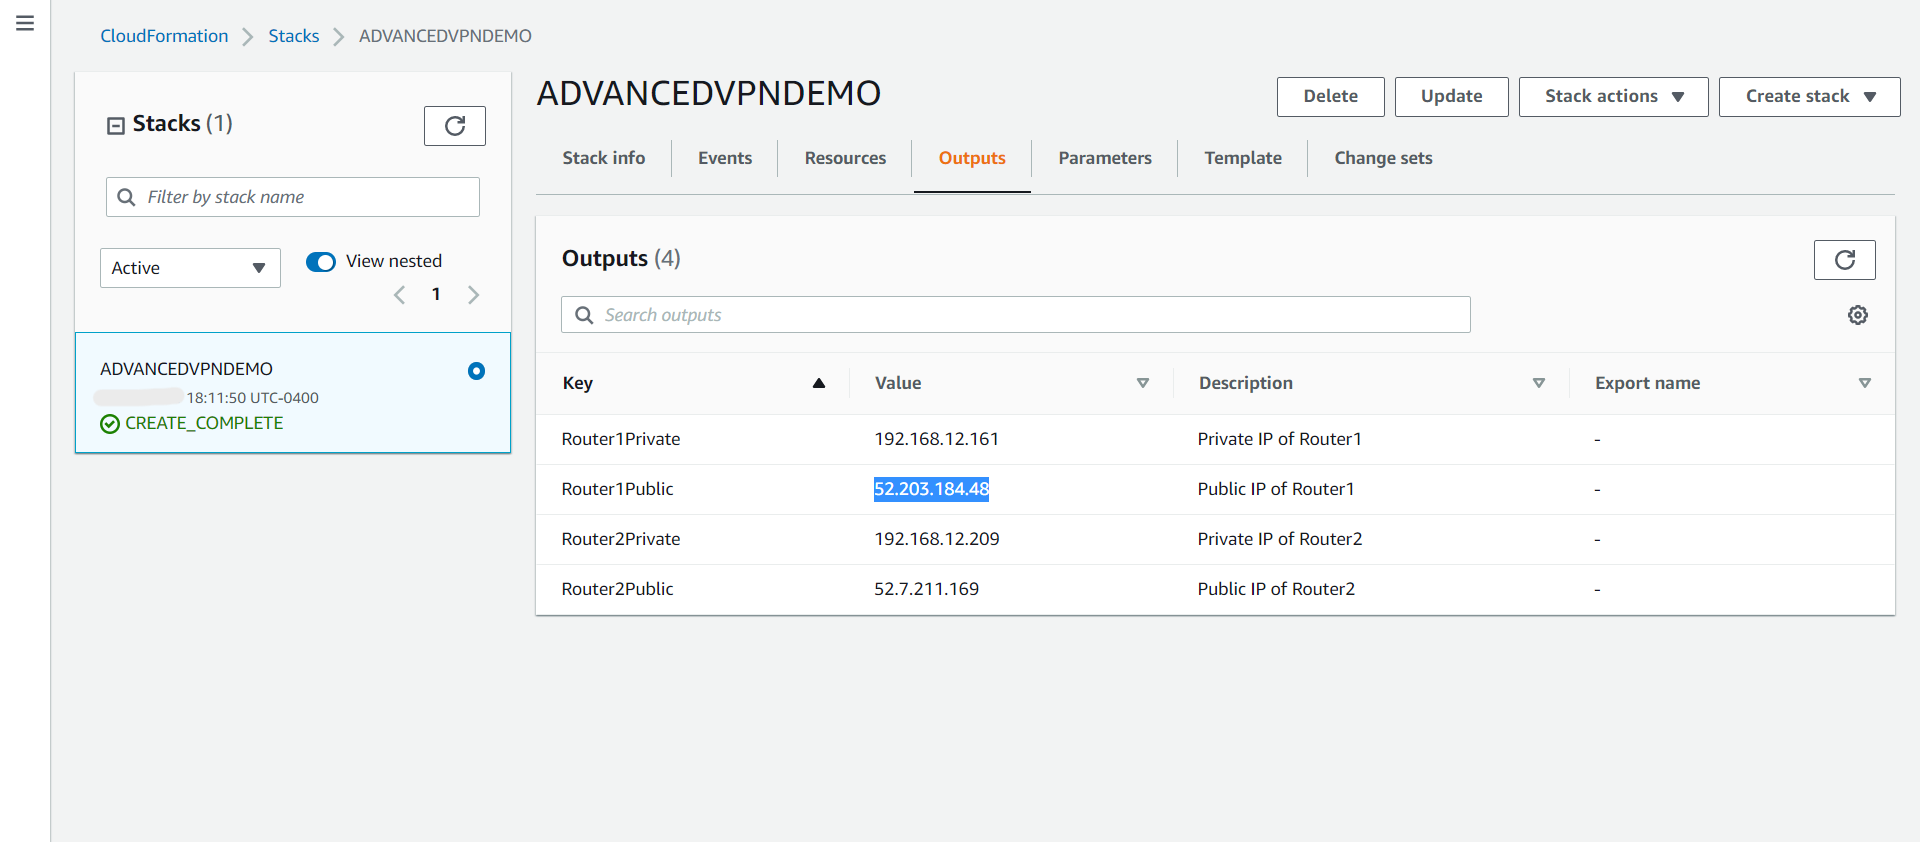 CloudFormation Stacks ADVANCEDVPNDEMO
Stacks (1)
Filter by stack name
Active
View nested
1
ADVANCEDVPNDEMO
18:11:50 UTC-0400
CREATE_COMPLETE
ADVANCEDVPNDEMO
Delete Update Stack actions Create stack
Stack info Events Resources Outputs Parameters Template Change sets
Outputs (4)
Search outputs
Key Value Description Export name
Router1Private 192.168.12.161 Private IP of Router1 -
Router1Public 52.203.184.48 Public IP of Router1 -
Router2Private 192.168.12.209 Private IP of Router2 -
Router2Public 52.7.211.169 Public IP of Router2 -